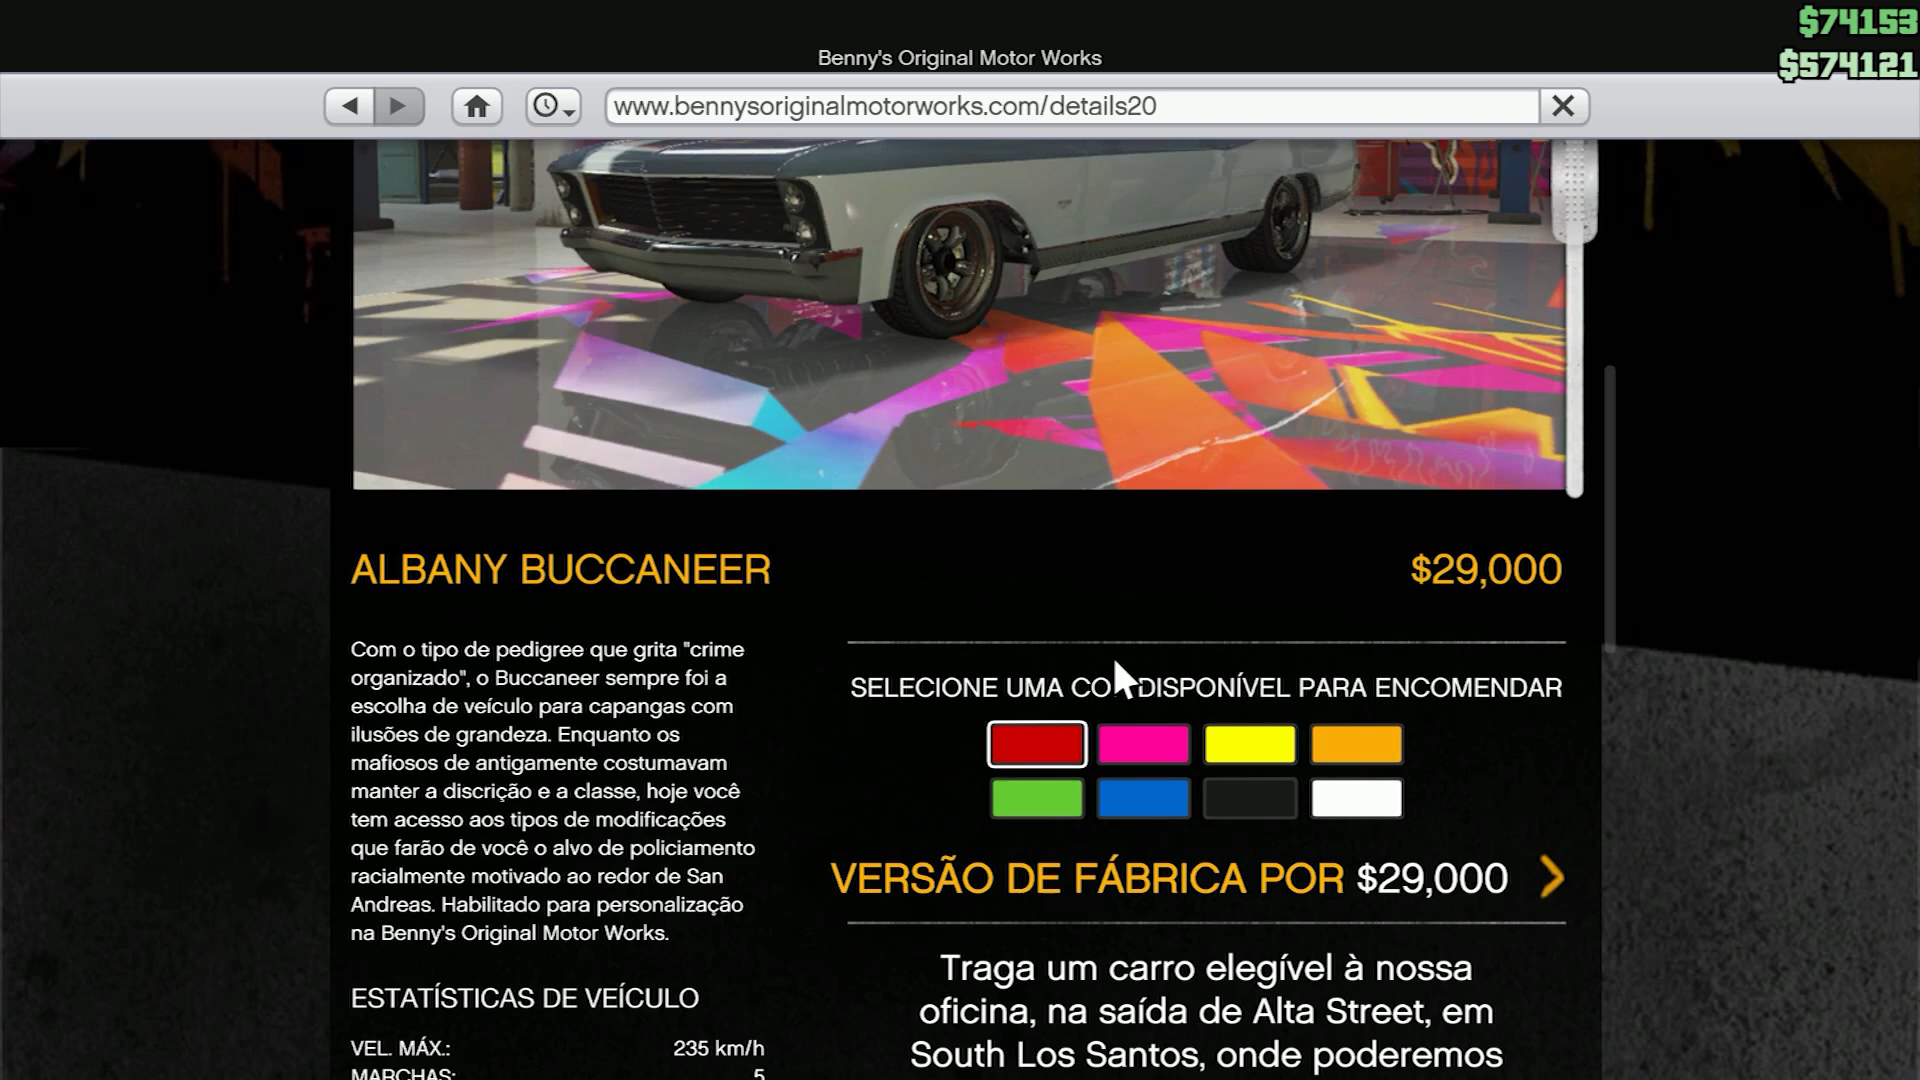 $74153
Benny's Original Motor Works
$574121
www.bennysoriginalmotorworks.com/details20
ALBANY BUCCANEER
$29,000
Com o tipo de pedigree que grita "crime
organizado", o Buccaneer sempre foi a
escolha de veículo para capangas com
ilusões de grandeza. Enquanto os
mafiosos de antigamente costumavam
manter a discrição e a classe, hoje você
tem acesso aos tipos de modificações
que farão de você o alvo de policiamento
racialmente motivado ao redor de San
Andreas. Habilitado para personalização
na Benny's Original Motor Works.
ESTATÍSTICAS DE VEÍCULO
VEL. MÁX.: 235 km/h
MARCHAS: 5
SELECIONE UMA COR DISPONÍVEL PARA ENCOMENDAR
VERSÃO DE FÁBRICA POR $29,000
Traga um carro elegível à nossa
oficina, na saída de Alta Street, em
South Los Santos, onde poderemos